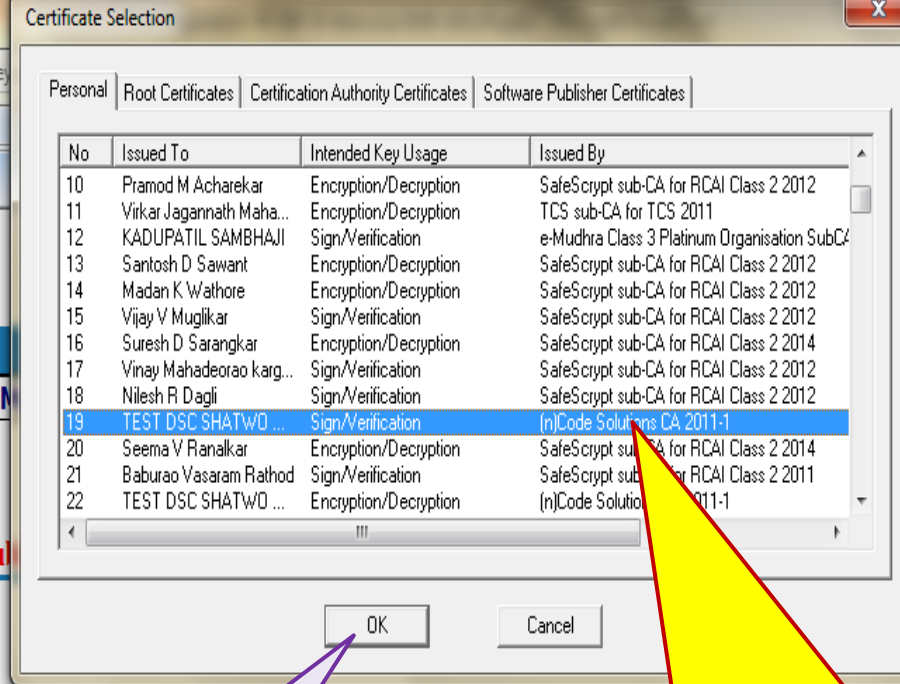 Certificate Selection
X
Personal Root Certificates Certification Authority Certificates Software Publisher Certificates
No Issued To Intended Key Usage Issued By
10 Pramod M Acharekar Encryption/Decryption SafeScrypt sub-CA for RCAI Class 2 2012
11 Virkar Jagannath Maha... Encryption/Decryption TCS sub-CA for TCS 2011
12 KADUPATIL SAMBHAJI Sign/Verification e-Mudhra Class 3 Platinum Organisation SubCA
13 Santosh D Sawant Encryption/Decryption SafeScrypt sub-CA for RCAI Class 2 2012
14 Madan K Wathore Encryption/Decryption SafeScrypt sub-CA for RCAI Class 2 2012
15 Vijay V Muglikar Sign/Verification SafeScrypt sub-CA for RCAI Class 2 2012
16 Suresh D Sarangkar Encryption/Decryption SafeScrypt sub-CA for RCAI Class 2 2014
17 Vinay Mahadeorao karg... Sign/Verification SafeScrypt sub-CA for RCAI Class 2 2012
18 Nilesh R Dagli Sign/Verification SafeScrypt sub-CA for RCAI Class 2 2012
19 TEST DSC SHATWO ... Sign/Verification (n)Code Solutions CA 2011-1
20 Seema V Ranalkar Encryption/Decryption SafeScrypt sub-CA for RCAI Class 2 2014
21 Baburao Vasaram Rathod Sign/Verification SafeScrypt RCAI Class 2 2011
22 TEST DSC SHATWO ... Encryption/Decryption (n)Code
OK Cancel